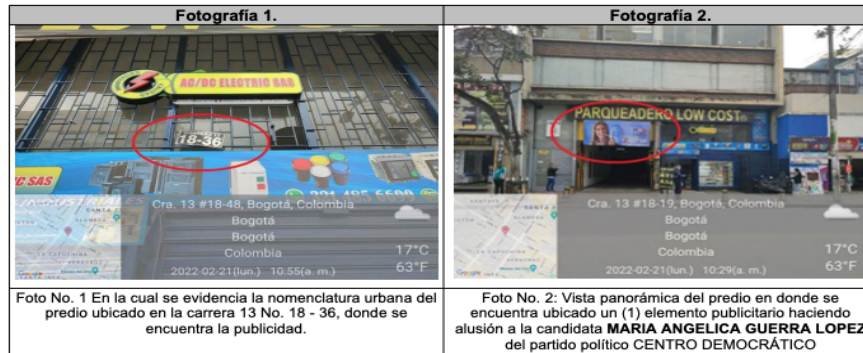 Fotografía 1.
Fotografía 2.
AC/DC ELECTRIC SAS
18-36
IC SAS
INDUSTRIALES
Cra. 13 #18-48, Bogotá, Colombia
Bogotá
Bogotá
Colombia
2022-02-21(lun.) 10:55(a. m.)
17°C
63°F
Google
PARQUEADERO LOW COST
Cra. 13 #18-19, Bogotá, Colombia
Bogotá
Bogotá
Colombia
2022-02-21(lun.) 10:29(a. m.)
17°C
63°F
Google
Foto No. 1 En la cual se evidencia la nomenclatura urbana del
predio ubicado en la carrera 13 No. 18 - 36, donde se
encuentra la publicidad.
Foto No. 2: Vista panorámica del predio en donde se
encuentra ubicado un (1) elemento publicitario haciendo
alusión a la candidata MARIA ANGELICA GUERRA LOPEZ
del partido político CENTRO DEMOCRÁTICO